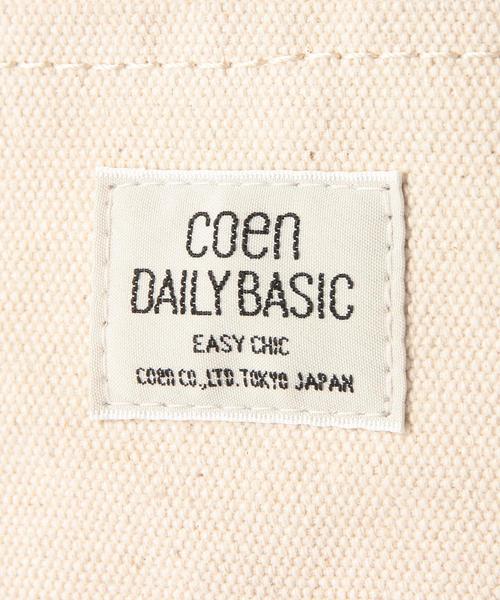 coen
DAILY BASIC
EASY CHIC
coen CO.,LTD.TOKYO JAPAN